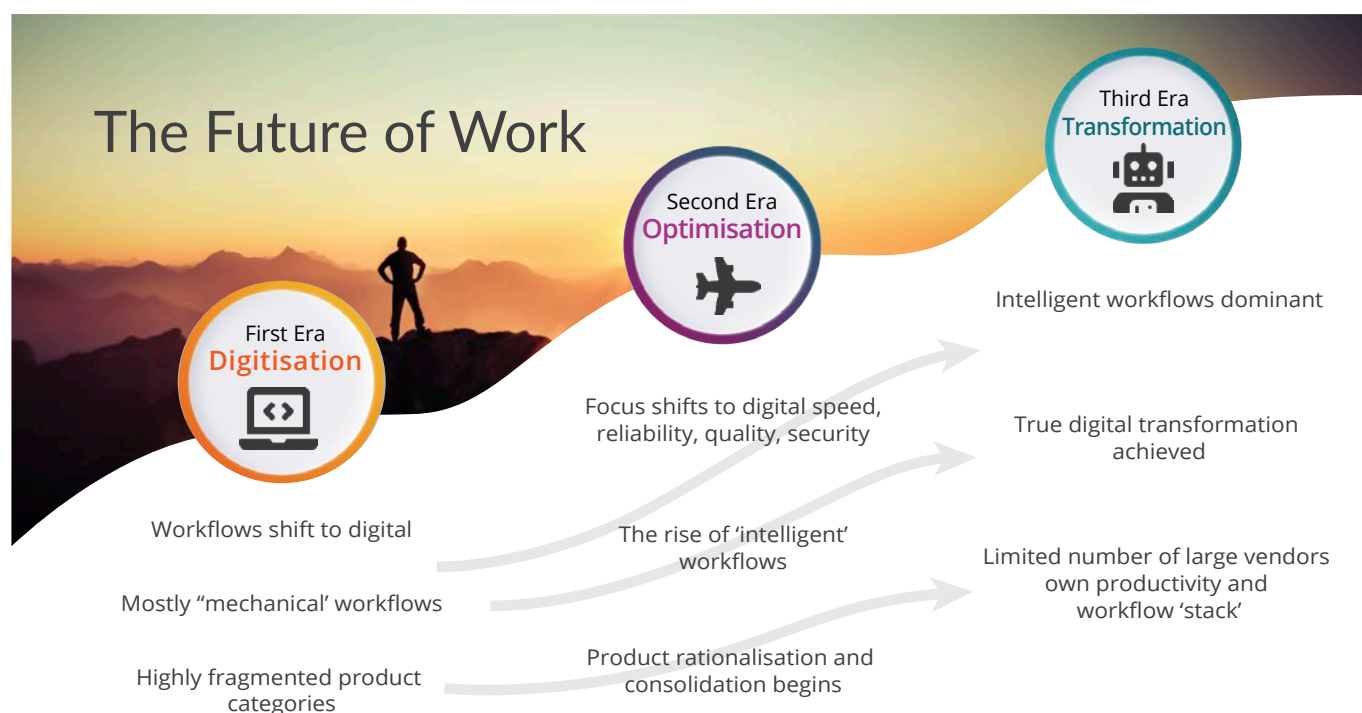 The Future of Work
First Era
Digitisation
Workflows shift to digital
Mostly “mechanical’ workflows
Highly fragmented product
categories
Second Era
Optimisation
Focus shifts to digital speed,
reliability, quality, security
The rise of ‘intelligent’
workflows
Product rationalisation and
consolidation begins
Third Era
Transformation
Intelligent workflows dominant
True digital transformation
achieved
Limited number of large vendors
own productivity and
workflow ‘stack’